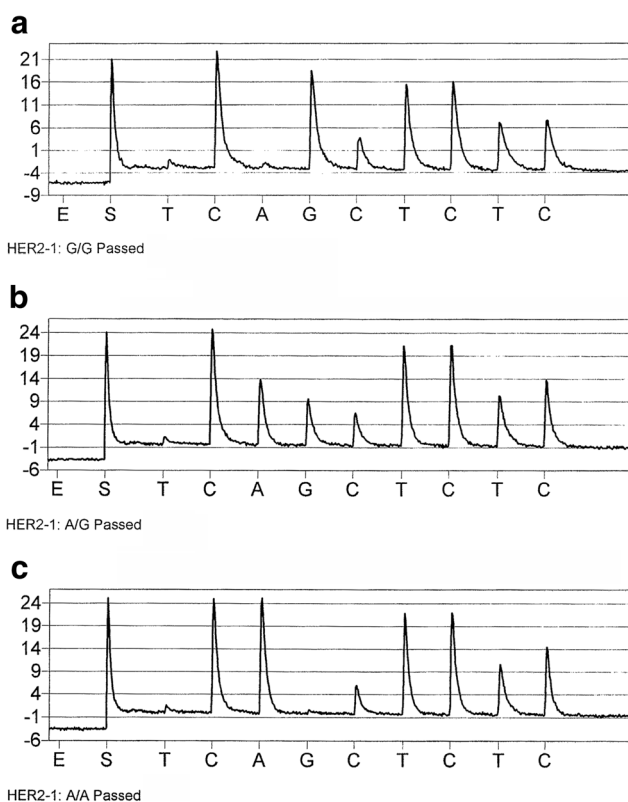 a
21
16
11
6
1
-4
-9
E S T C A G C T C T C
HER2-1: G/G Passed
b
24
19
14
9
4
-1
-6
E S T C A G C T C T C
HER2-1: A/G Passed
c
24
19
14
9
4
-1
-6
E S T C A G C T C T C
HER2-1: A/A Passed